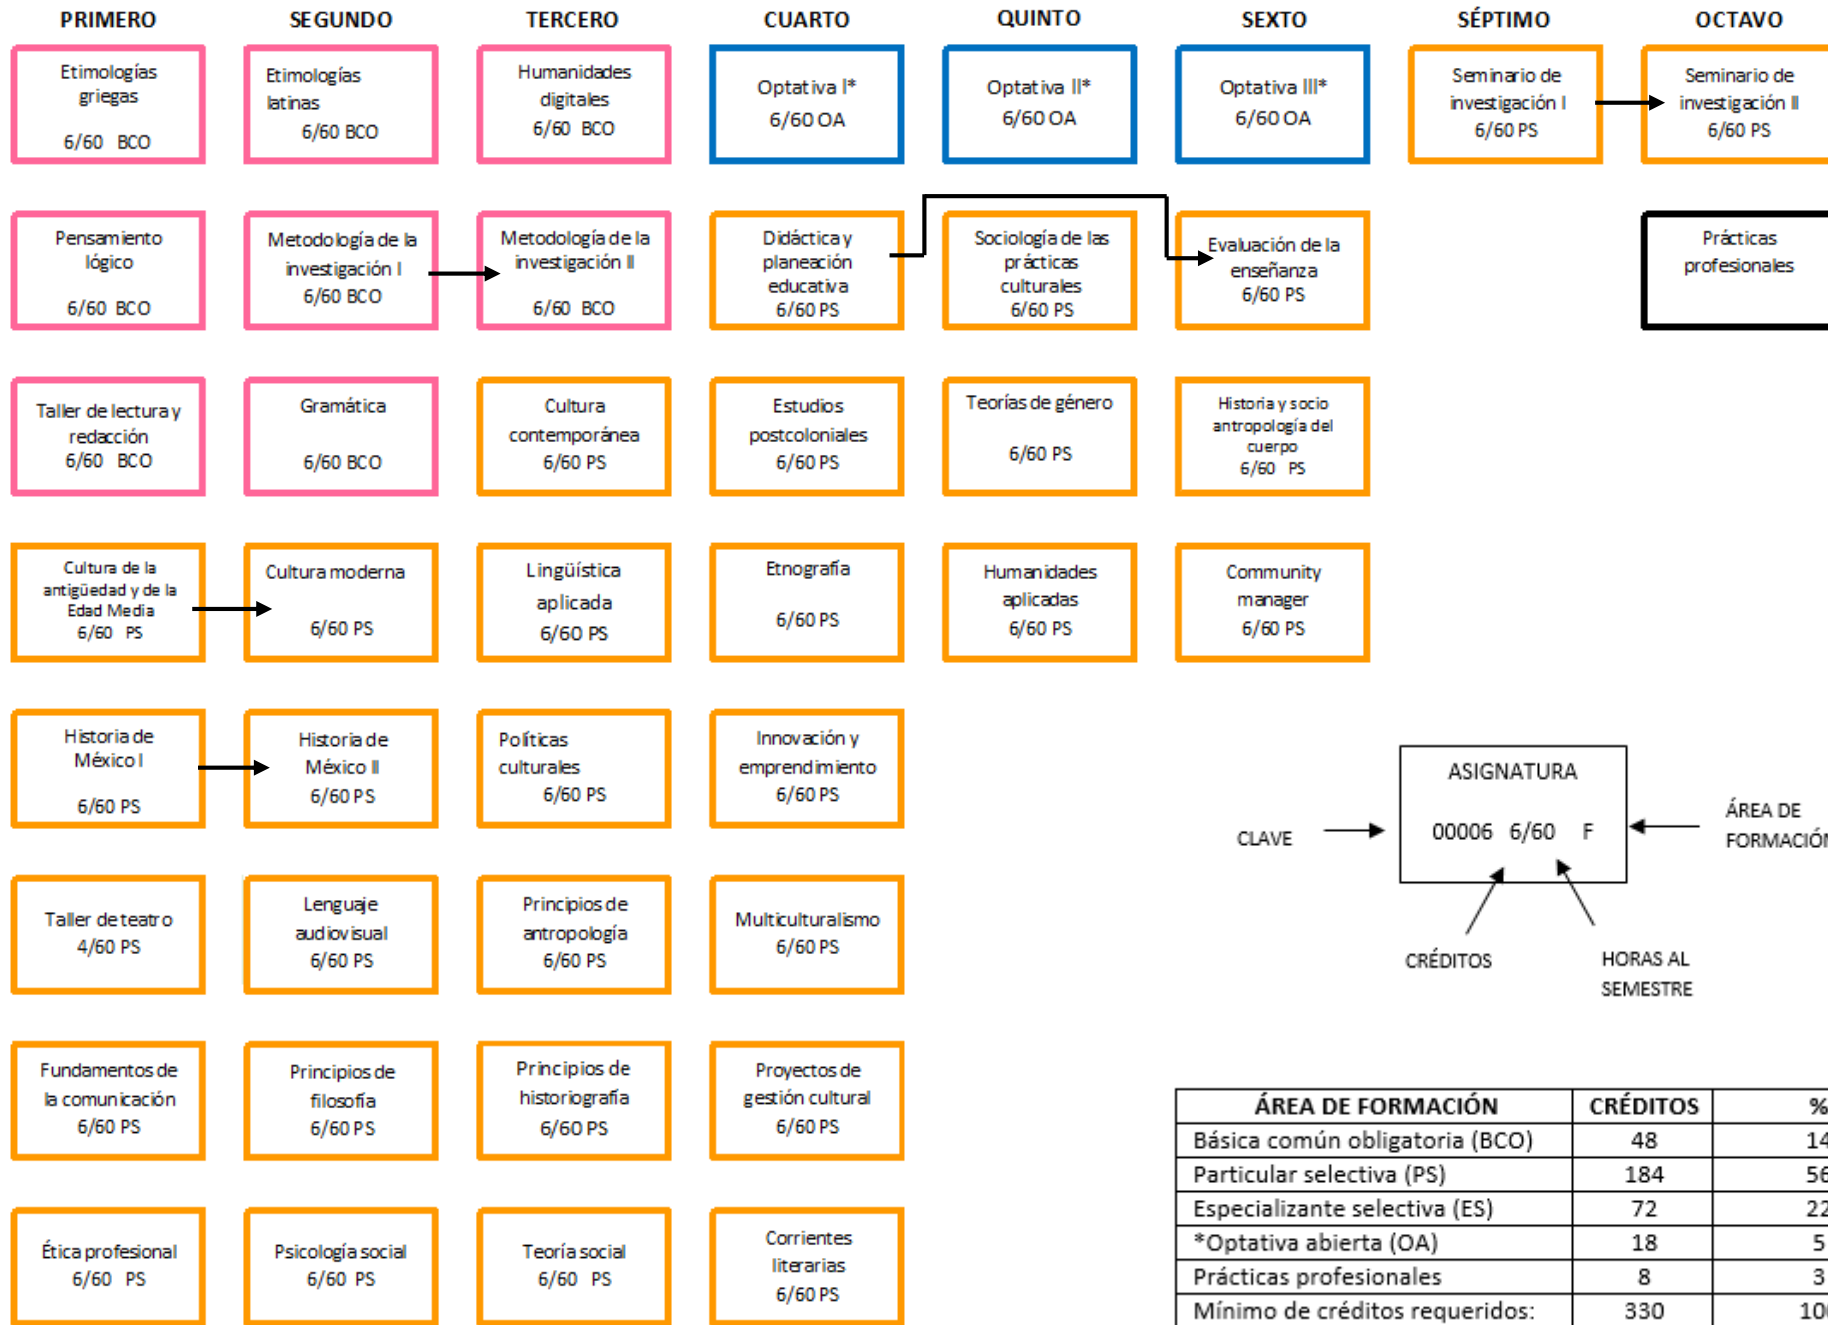 PRIMERO SEGUNDO TERCERO CUARTO QUINTO SEXTO SÉPTIMO OCTAVO
Etimologías
griegas
6/60 BCO
Etimologías
latinas
6/60 BCO
Humanidades
digitales
6/60 BCO
Optativa I*
6/60 OA
Optativa II*
6/60 OA
Optativa III*
6/60 OA
Seminario de
investigación I
6/60 PS
Seminario de
investigación II
6/60 PS
Pensamiento
lógico
6/60 BCO
Metodología de la
investigación I
6/60 BCO
Metodología de la
investigación II
6/60 BCO
Didáctica y
planeación
educativa
6/60 PS
Sociología de las
prácticas
culturales
6/60 PS
Evaluación de la
enseñanza
6/60 PS
Prácticas
profesionales
Taller de lectura y
redacción
6/60 BCO
Gramática
6/60 BCO
Cultura
contemporánea
6/60 PS
Estudios
postcoloniales
6/60 PS
Teorías de género
6/60 PS
Historia y socio
antropología del
cuerpo
6/60 PS
Cultura de la
antigüedad y de la
Edad Media
6/60 PS
Cultura moderna
6/60 PS
Lingüística
aplicada
6/60 PS
Etnografía
6/60 PS
Humanidades
aplicadas
6/60 PS
Community
manager
6/60 PS
Historia de
México I
6/60 PS
Historia de
México II
6/60 PS
Políticas
culturales
6/60 PS
Innovación y
emprendimiento
6/60 PS
Taller de teatro
4/60 PS
Lenguaje
audiovisual
6/60 PS
Principios de
antropología
6/60 PS
Multiculturalismo
6/60 PS
Fundamentos de
la comunicación
6/60 PS
Principios de
filosofía
6/60 PS
Principios de
historiografía
6/60 PS
Proyectos de
gestión cultural
6/60 PS
Ética profesional
6/60 PS
Psicología social
6/60 PS
Teoría social
6/60 PS
Corrientes
literarias
6/60 PS
ASIGNATURA
00006 6/60 F
CLAVE
ÁREA DE
FORMACIÓN
CRÉDITOS
HORAS AL
SEMESTRE
ÁREA DE FORMACIÓN CRÉDITOS %
Básica común obligatoria (BCO) 48 14
Particular selectiva (PS) 184 56
Especializante selectiva (ES) 72 22
*Optativa abierta (OA) 18 5
Prácticas profesionales 8 3
Mínimo de créditos requeridos: 330 100